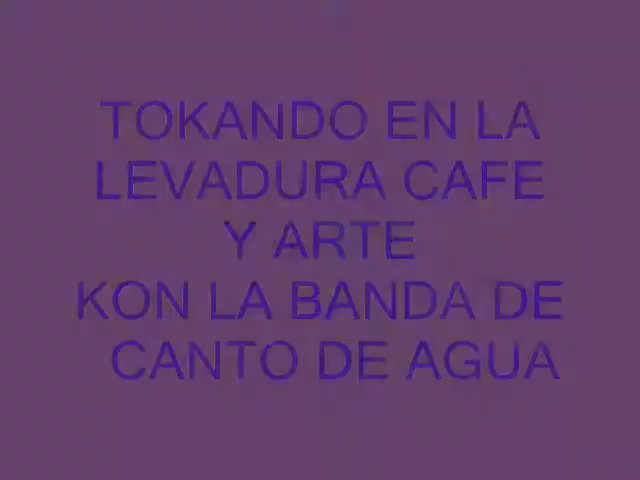 TOKANDO EN LA
LEVADURA CAFE
Y ARTE
KON LA BANDA DE
CANTO DE AGUA